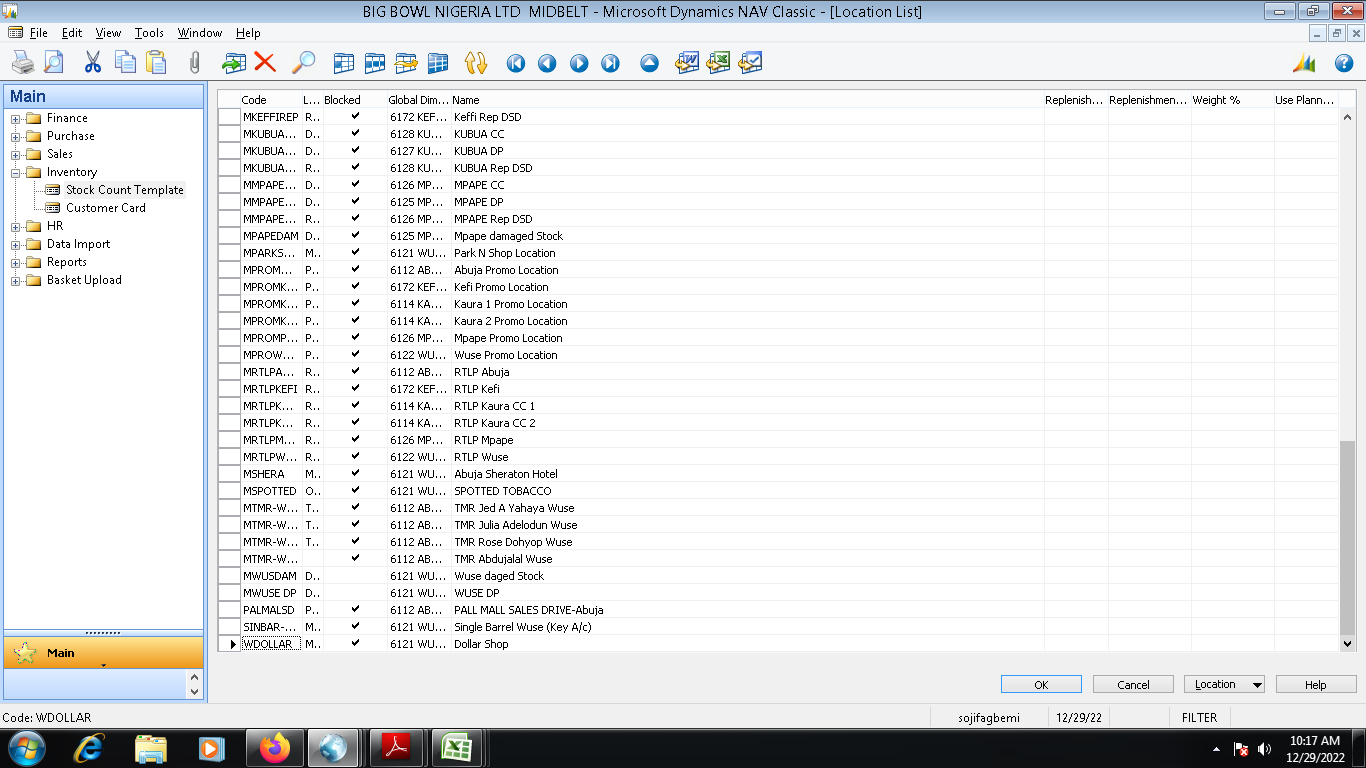 BIG BOWL NIGERIA LTD MIDBELT - Microsoft Dynamics NAV Classic - [Location List]
File Edit View Tools Window Help
Main
Finance
Purchase
Sales
Inventory
Stock Count Template
Customer Card
HR
Data Import
Reports
Basket Upload
Main
Code L... Blocked Global Dim... Name Replenish... Replenishmen... Weight % Use Plann...
MKEFFIREP R... 6172 KEF... Keffi Rep DSD
MKUBUA... D... 6128 KU... KUBUA CC
MKUBUA... D... 6127 KU... KUBUA DP
MKUBUA... R... 6128 KU... KUBUA Rep DSD
MMPAPE... D... 6126 MP... MPAPE CC
MMPAPE... D... 6125 MP... MPAPE DP
MMPAPE... R... 6126 MP... MPAPE Rep DSD
MPAPEDAM D... 6125 MP... Mpape damaged Stock
MPARKS... M... 6121 WU... Park N Shop Location
MPROM... P... 6112 AB... Abuja Promo Location
MPROMK... P... 6172 KEF... Kefi Promo Location
MPROMK... P... 6114 KA... Kaura 1 Promo Location
MPROMK... P... 6114 KA... Kaura 2 Promo Location
MPROMP... P... 6126 MP... Mpape Promo Location
MPROW... P... 6122 WU... Wuse Promo Location
MRTLPA... R... 6112 AB... RTLP Abuja
MRTLPKEFI R... 6172 KEF... RTLP Kefi
MRTLPK... R... 6114 KA... RTLP Kaura CC 1
MRTLPK... R... 6114 KA... RTLP Kaura CC 2
MRTLPM... R... 6126 MP... RTLP Mpape
MRTLPW... R... 6122 WU... RTLP Wuse
MSHERA M... 6121 WU... Abuja Sheraton Hotel
MSPOTTED O... 6121 WU... SPOTTED TOBACCO
MTMR-W... T... 6112 AB... TMR Jed A Yahaya Wuse
MTMR-W... T... 6112 AB... TMR Julia Adelodun Wuse
MTMR-W... T... 6112 AB... TMR Rose Dohyop Wuse
MTMR-W... 6112 AB... TMR Abdujalal Wuse
MWUSDAM D... 6121 WU... Wuse daged Stock
MWUSE DP D... 6121 WU... WUSE DP
PALMALSD P... 6112 AB... PALL MALL SALES DRIVE-Abuja
SINBAR-... M... 6121 WU... Single Barrel Wuse (Key A/c)
WDOLLAR M... 6121 WU... Dollar Shop
OK Cancel Location Help
Code: WDOLLAR sojifagbemi 12/29/22 FILTER
10:17 AM
12/29/2022